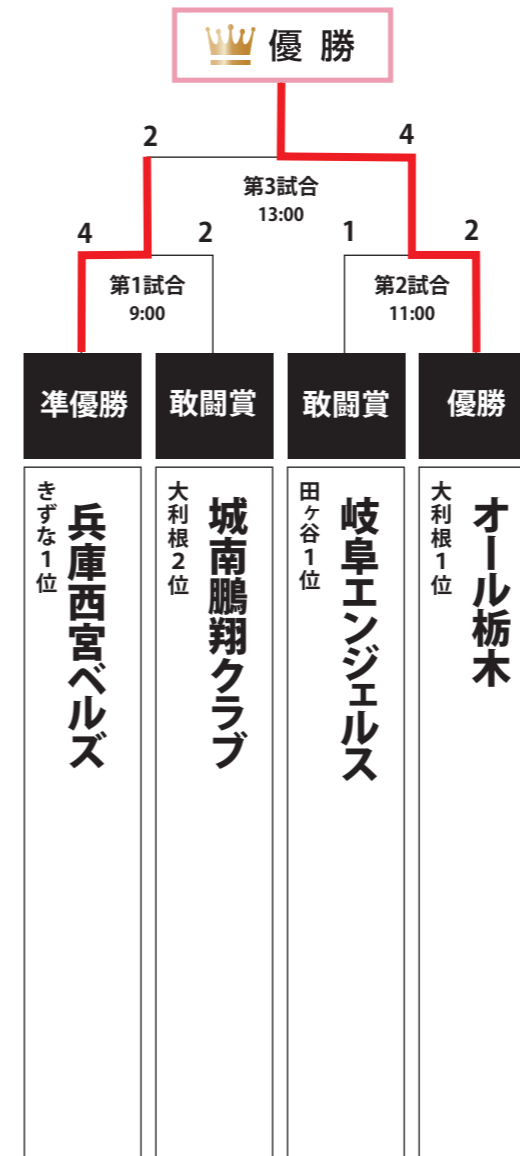 優勝
2
4
第3試合
13:00
4
2
1
2
第1試合
9:00
第2試合
11:00
準優勝
敢闘賞
敢闘賞
優勝
きずな1位
兵庫西宮ベルズ
大利根2位
城南鵬翔クラブ
田ヶ谷1位
岐阜エンジェルス
大利根1位
オール栃木